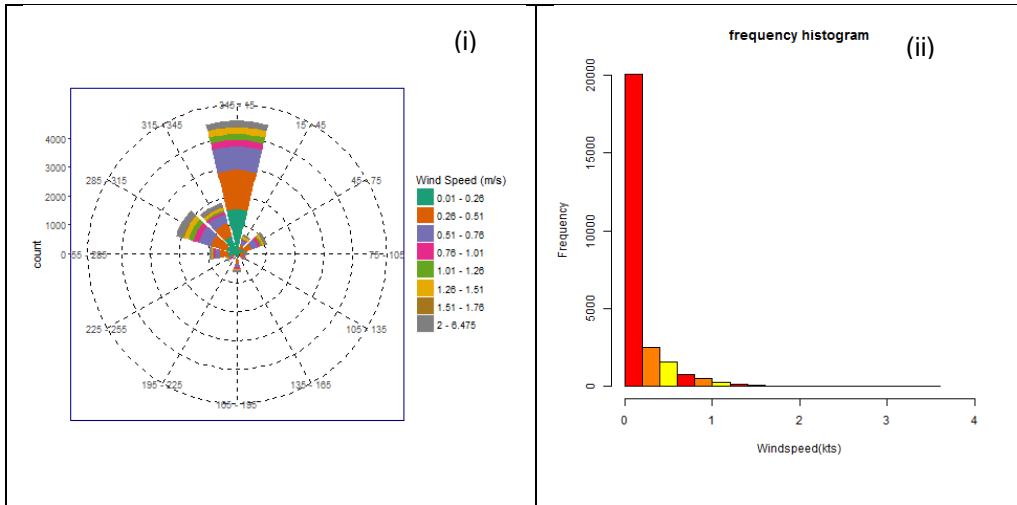 (i)
345 - 15
315 - 345
15 - 45
285 - 315
45 - 75
255 - 285
75 - 105
225 - 255
105 - 135
195 - 225
135 - 165
165 - 195
4000
3000
2000
1000
0
count
Wind Speed (m/s)
0.01 - 0.26
0.26 - 0.51
0.51 - 0.76
0.76 - 1.01
1.01 - 1.26
1.26 - 1.51
1.51 - 1.76
2 - 6.475
frequency histogram
(ii)
20000
15000
10000
5000
0
Frequency
0 1 2 3 4
Windspeed(kts)